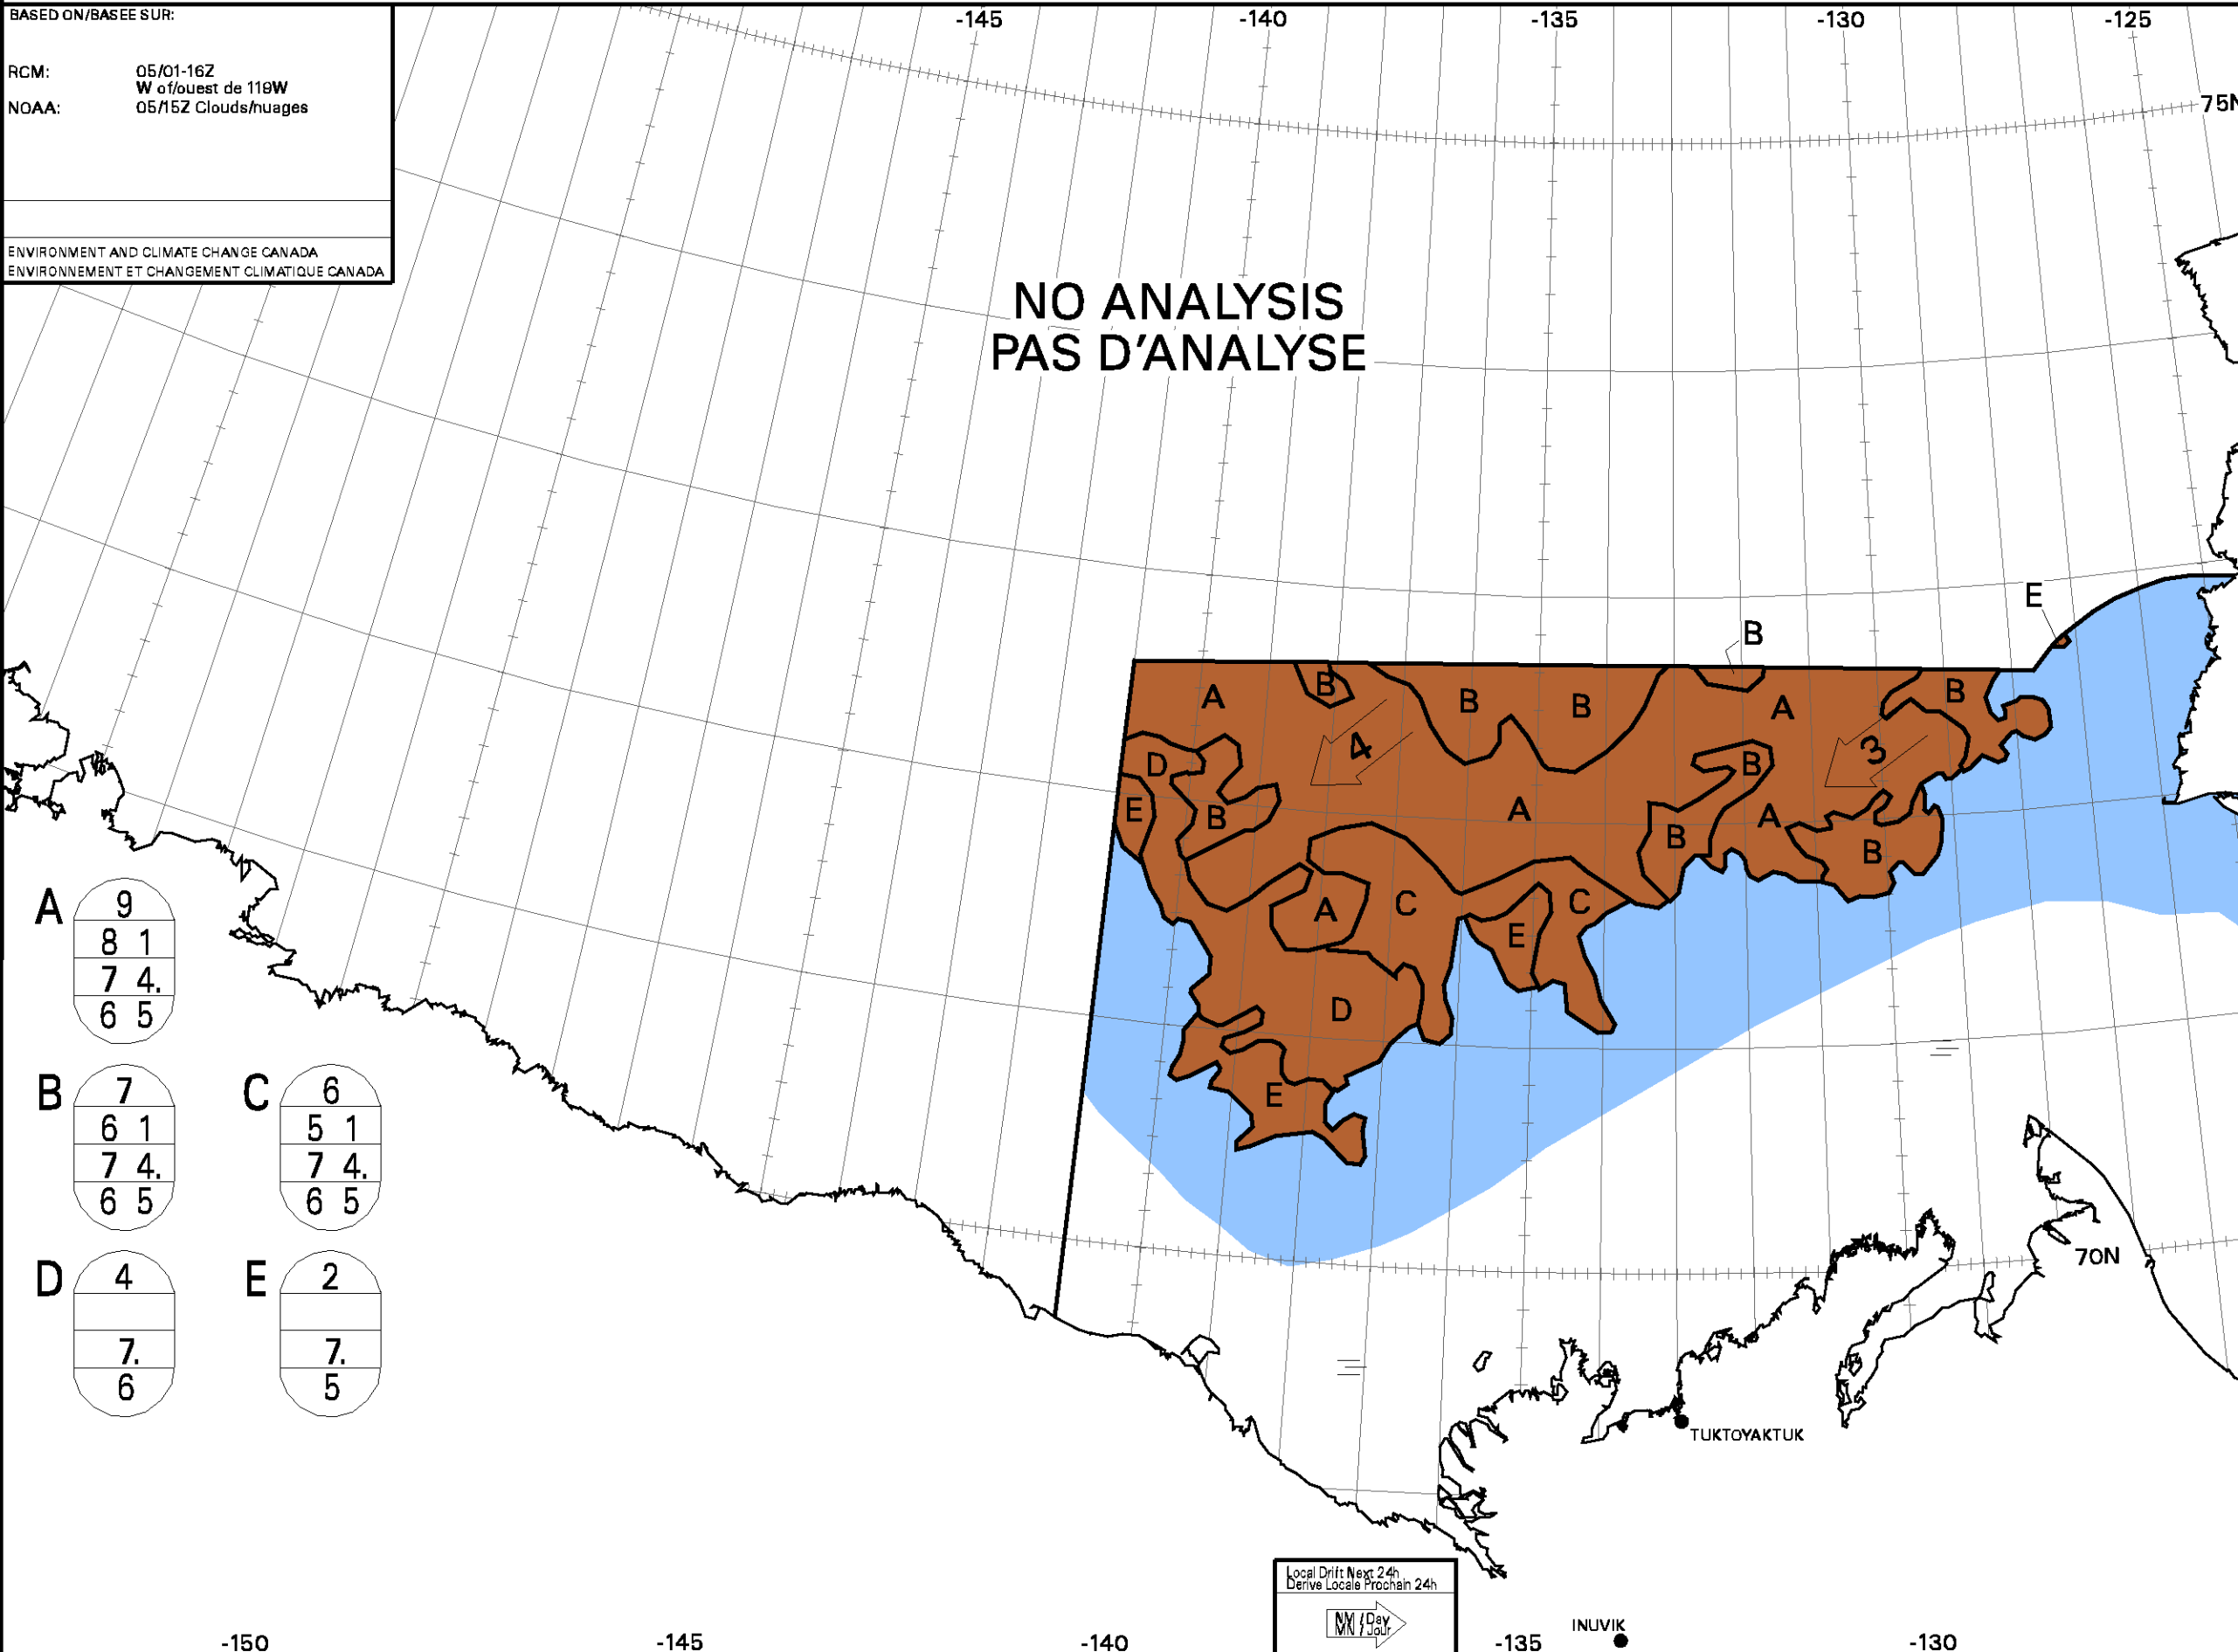 BASED ON/BASEE SUR:
RCM: 05/01-16Z
W of/ouest de 119W
NOAA: 05/15Z Clouds/nuages
ENVIRONMENT AND CLIMATE CHANGE CANADA
ENVIRONNEMENT ET CHANGEMENT CLIMATIQUE CANADA
-145 -140 -135 -130 -125
75N
NO ANALYSIS
PAS D'ANALYSE
E
B
A B B B A B
4 3
D B
E B A A
B B
A C C
E
D
E
A
9
8 1
7 4.
6 5
B
7
6 1
7 4.
6 5
C
6
5 1
7 4.
6 5
D
4
7.
6
E
2
7.
5
70N
TUKTOYAKTUK
Local Drift Next 24h
Derive Locale Prochain 24h
NM / Day
MN / Jour
INUVIK
-150 -145 -140 -135 -130